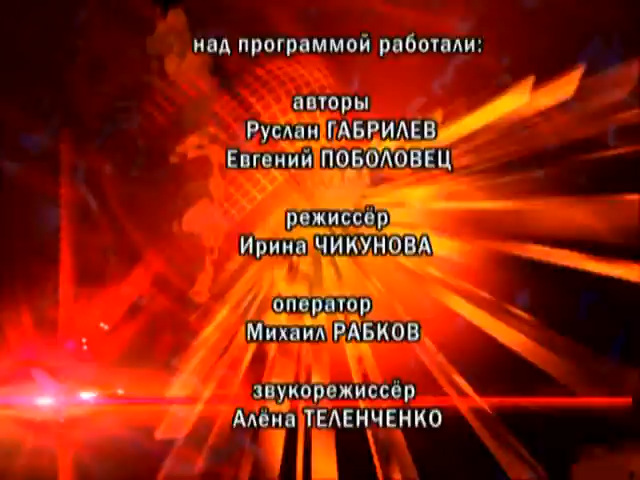 над программой работали:
авторы
Руслан ГАБРИЛЕВ
Евгений ПОБОЛОВЕЦ
режиссёр
Ирина ЧИКУНОВА
оператор
Михаил РАБКОВ
звукорежиссёр
Алёна ТЕЛЕНЧЕНКО